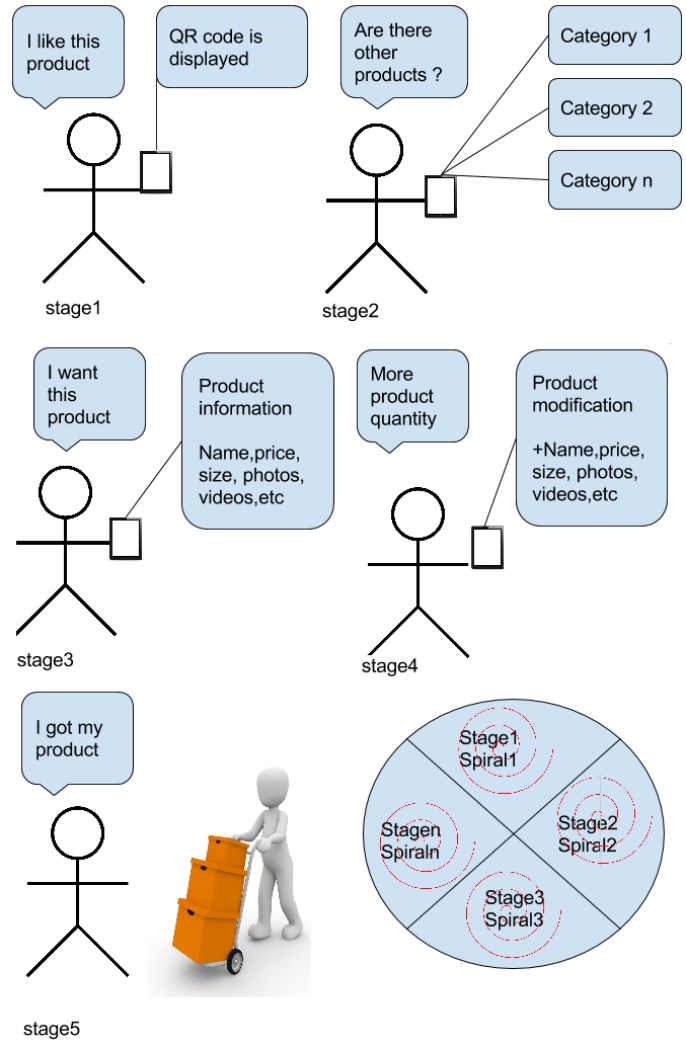 I like this
product
QR code is
displayed
stage1
Are there
other
products ?
Category 1
Category 2
Category n
stage2
I want
this
product
Product
information
Name,price,
size, photos,
videos,etc
stage3
More
product
quantity
Product
modification
+Name,price,
size, photos,
videos,etc
stage4
I got my
product
stage5
Stage1
Spiral1
Stage2
Spiral2
Stage3
Spiral3
Stagen
Spiraln